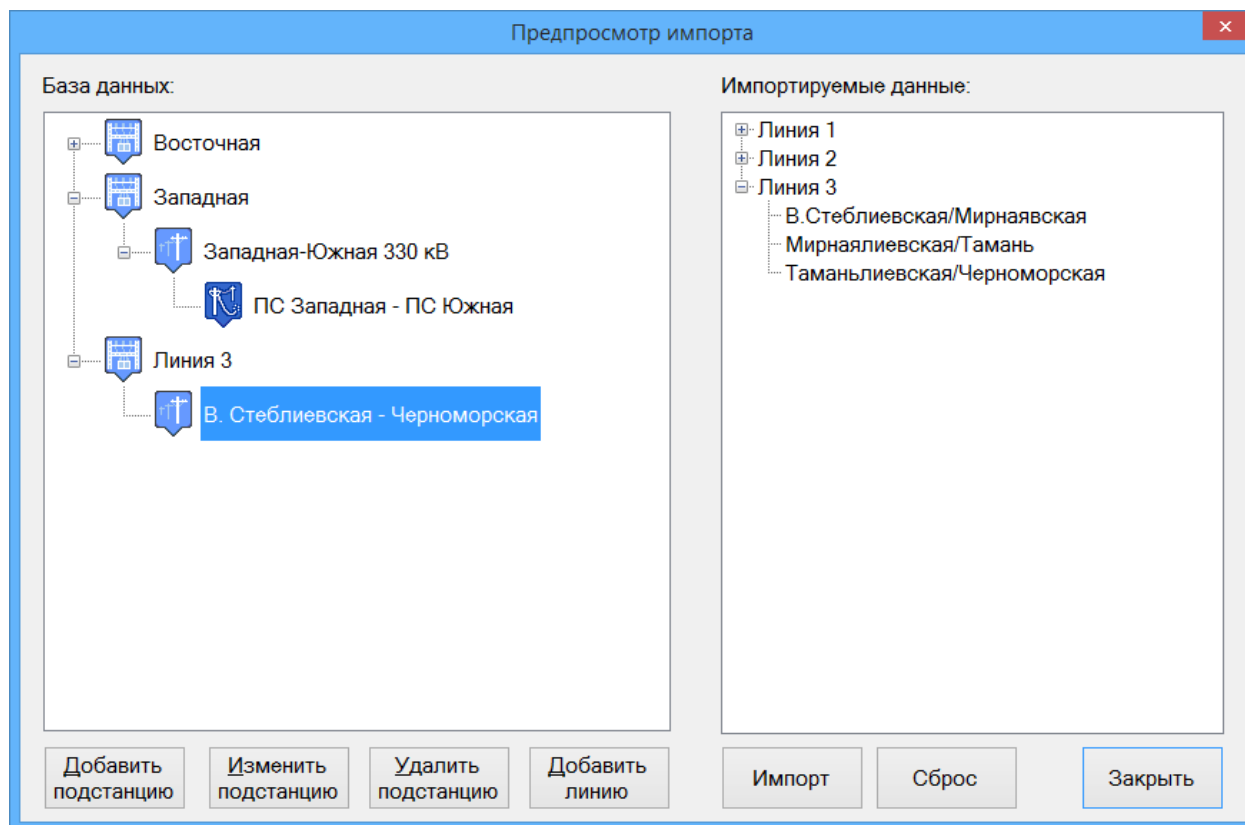 Предпросмотр импорта
База данных:
Восточная
Западная
Западная-Южная 330 кВ
ПС Западная - ПС Южная
Линия 3
В. Стеблиевская - Черноморская
Добавить
подстанцию
Изменить
подстанцию
Удалить
подстанцию
Добавить
линию
Импортируемые данные:
Линия 1
Линия 2
Линия 3
В.Стеблиевская/Мирнаявская
Мирнаялиевская/Тамань
Таманьлиевская/Черноморская
Импорт
Сброс
Закрыть